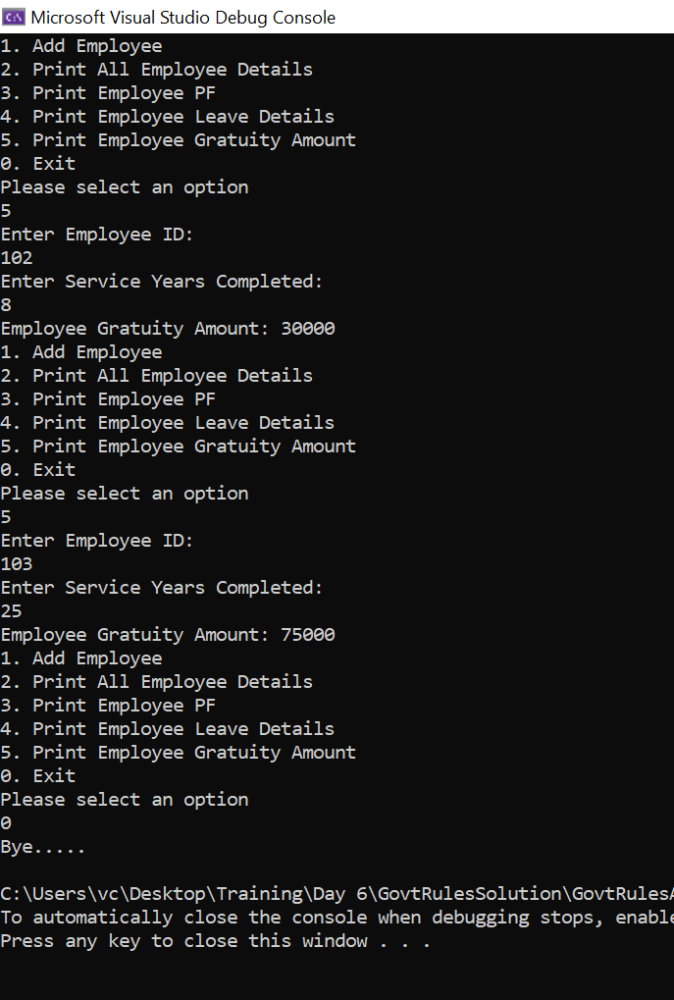 C:\ Microsoft Visual Studio Debug Console
1. Add Employee
2. Print All Employee Details
3. Print Employee PF
4. Print Employee Leave Details
5. Print Employee Gratuity Amount
0. Exit
Please select an option
5
Enter Employee ID:
102
Enter Service Years Completed:
8
Employee Gratuity Amount: 30000
1. Add Employee
2. Print All Employee Details
3. Print Employee PF
4. Print Employee Leave Details
5. Print Employee Gratuity Amount
0. Exit
Please select an option
5
Enter Employee ID:
103
Enter Service Years Completed:
25
Employee Gratuity Amount: 75000
1. Add Employee
2. Print All Employee Details
3. Print Employee PF
4. Print Employee Leave Details
5. Print Employee Gratuity Amount
0. Exit
Please select an option
0
Bye.....
C:\Users\vc\Desktop\Training\Day 6\GovtRulesSolution\GovtRulesA
To automatically close the console when debugging stops, enable
Press any key to close this window . . .